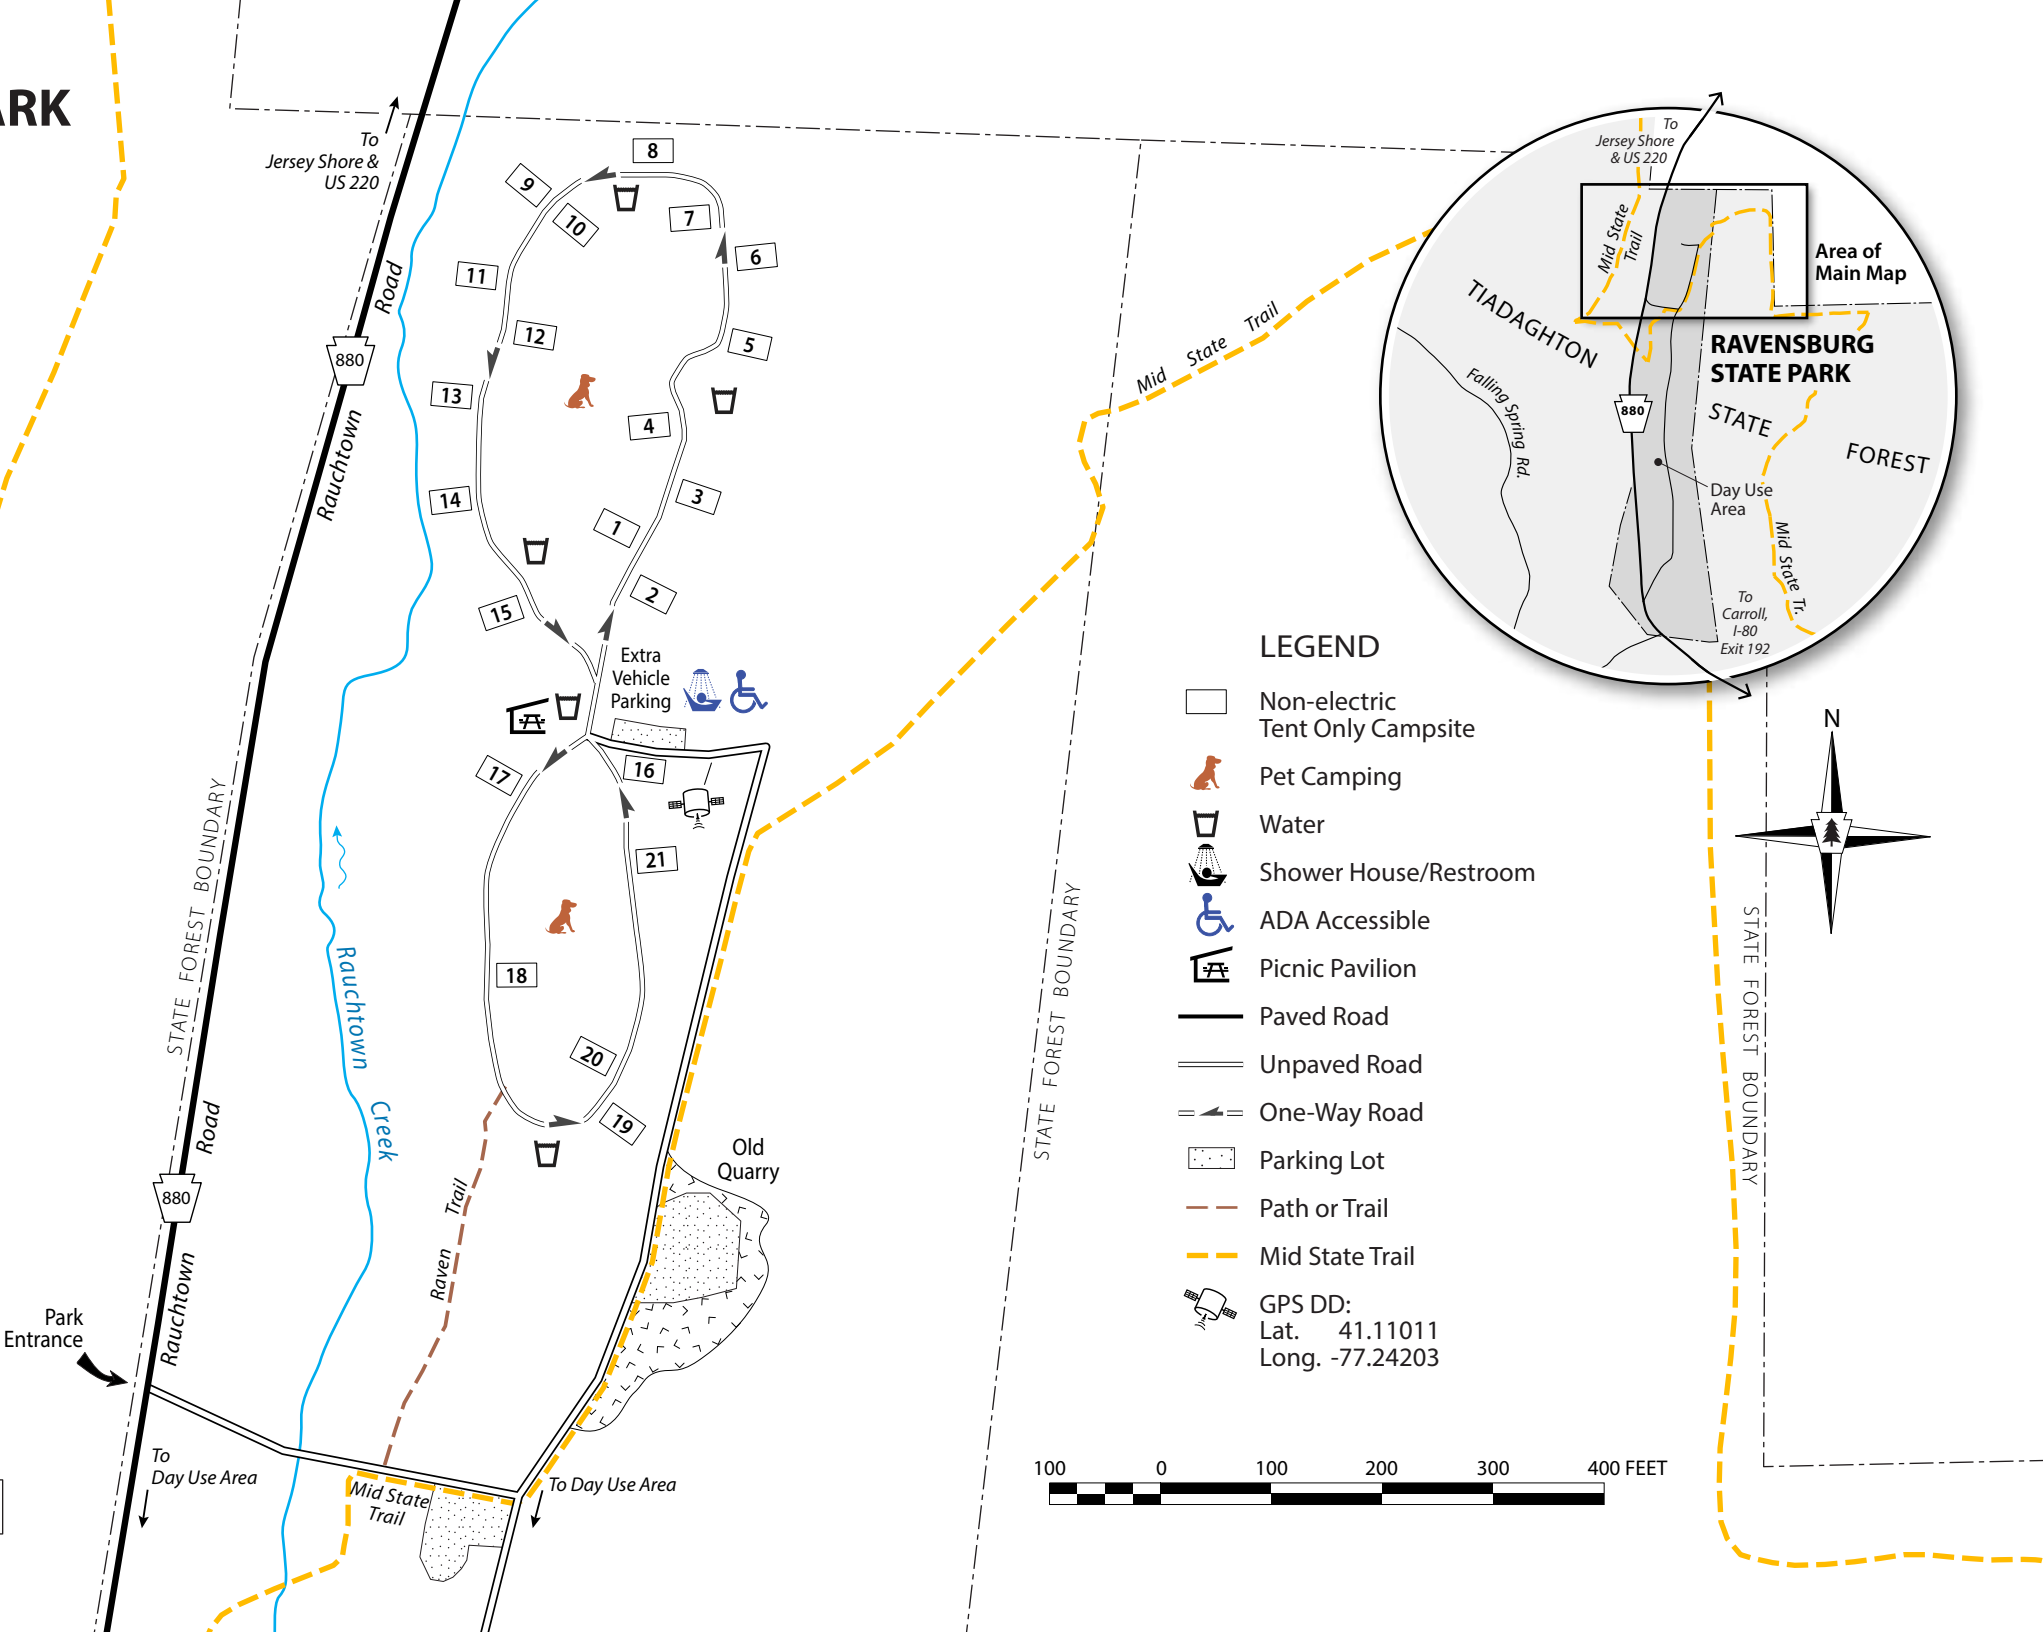 ARK
To
Jersey Shore &
US 220
8
9
10
7
6
11
12
5
13
4
14
3
1
2
15
Road
880
Rauchtown
Extra
Vehicle
Parking
17
16
21
18
20
19
STATE FOREST BOUNDARY
Rauchtown
Creek
Road
880
Rauchtown
Raven Trail
Old
Quarry
Park
Entrance
To
Day Use Area
Mid State
Trail
To Day Use Area
Mid State Trail
STATE FOREST BOUNDARY
To
Jersey Shore
& US 220
Mid State
Trail
Area of
Main Map
TIADAGHTON
RAVENSBURG
STATE PARK
Falling Spring Rd.
880
STATE
FOREST
Day Use
Area
Mid State Tr.
To
Carroll,
I-80
Exit 192
LEGEND
Non-electric
Tent Only Campsite
Pet Camping
Water
Shower House/Restroom
ADA Accessible
Picnic Pavilion
Paved Road
Unpaved Road
One-Way Road
Parking Lot
Path or Trail
Mid State Trail
GPS DD:
Lat. 41.11011
Long. -77.24203
N
STATE FOREST BOUNDARY
100 0 100 200 300 400 FEET